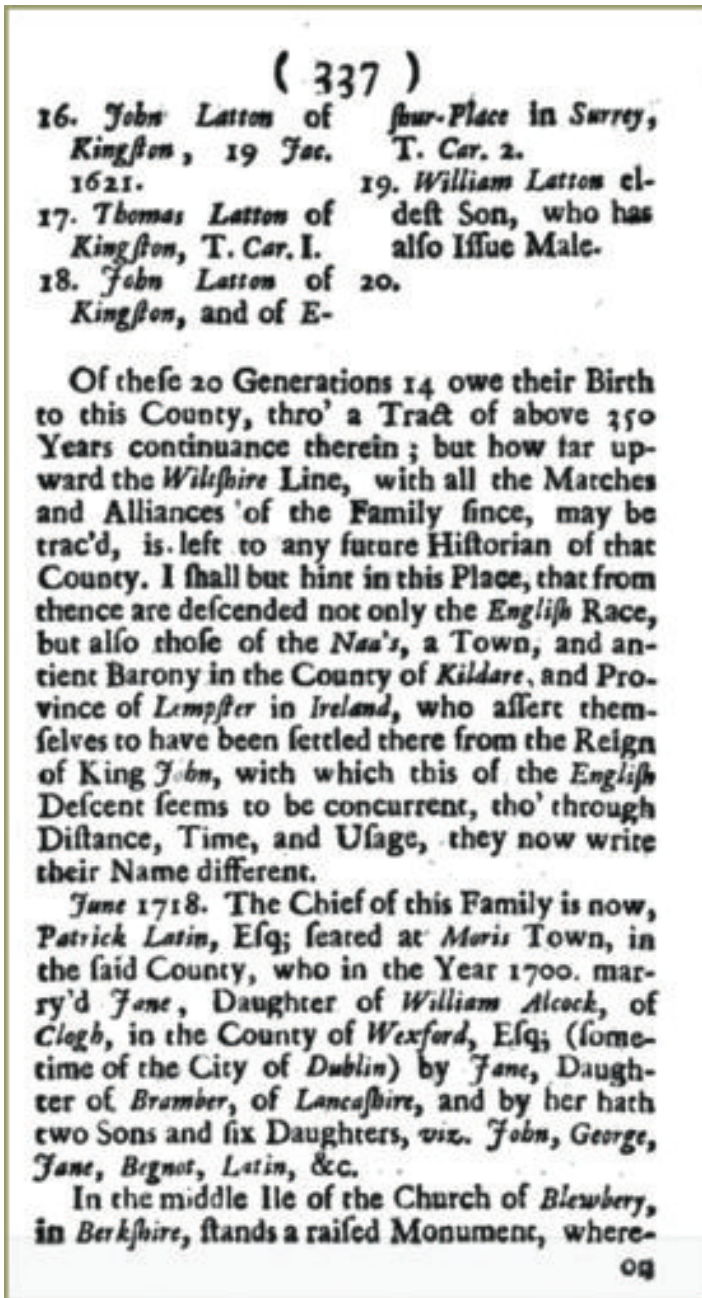 ( 337 )
16. John Latton of
Kingſton, 19 Jac.
1621.
17. Thomas Latton of
Kingſton, T. Car. I.
18. John Latton of
Kingſton, and of E-
ſhur-Place in Surrey,
T. Car. 2.
19. William Latton el-
deſt Son, who has
alſo Iſſue Male.
20.
Of theſe 20 Generations 14 owe their Birth
to this County, thro' a Tract of above 350
Years continuance therein ; but how far up-
ward the Wiltſhire Line, with all the Matches
and Alliances of the Family ſince, may be
trac'd, is left to any future Hiſtorian of that
County. I ſhall but hint in this Place, that from
thence are deſcended not only the Engliſh Race,
but alſo thoſe of the Naa's, a Town, and an-
tient Barony in the County of Kildare, and Pro-
vince of Lempſter in Ireland, who aſſert them-
ſelves to have been ſettled there from the Reign
of King John, with which this of the Engliſh
Deſcent ſeems to be concurrent, tho' through
Diſtance, Time, and Uſage, they now write
their Name different.
June 1718. The Chief of this Family is now,
Patrick Latin, Eſq; ſeated at Moris Town, in
the ſaid County, who in the Year 1700. mar-
ry'd Jane, Daughter of William Alcock, of
Clogh, in the County of Wexford, Eſq; (ſome-
time of the City of Dublin) by Jane, Daugh-
ter of Bramber, of Lancaſhire, and by her hath
two Sons and ſix Daughters, viz. John, George,
Jane, Begnot, Latin, &c.
In the middle Ile of the Church of Blewbery,
in Berkſhire, ſtands a raiſed Monument, where-
on